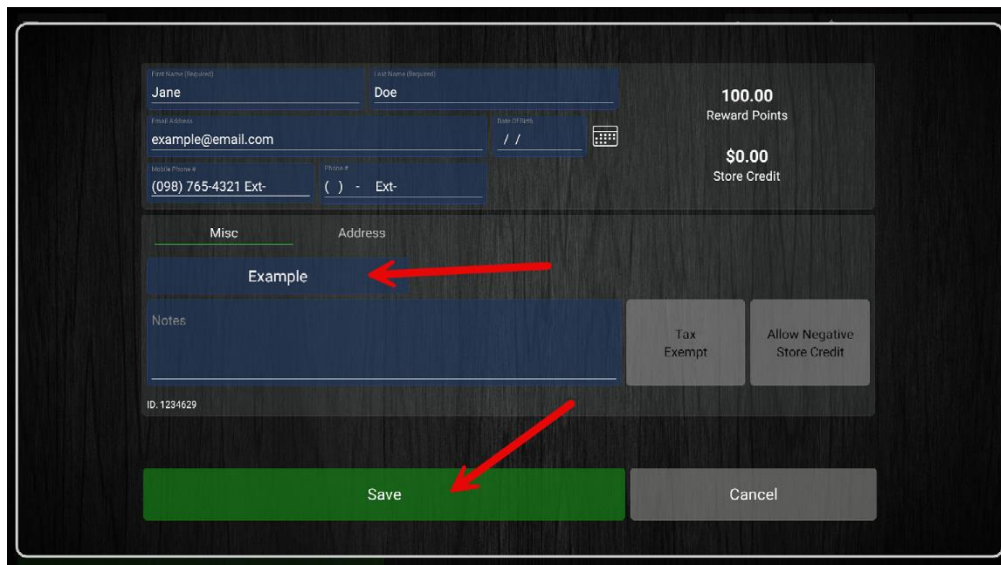 First Name (Required)
Last Name (Required)
Jane
Doe
100.00
Reward Points
Email Address
Date Of Birth
example@email.com
/ /
$0.00
Store Credit
Mobile Phone #
Phone #
(098) 765-4321 Ext-
( ) - Ext-
Misc
Address
Example
Notes
Tax
Exempt
Allow Negative
Store Credit
ID: 1234629
Save
Cancel